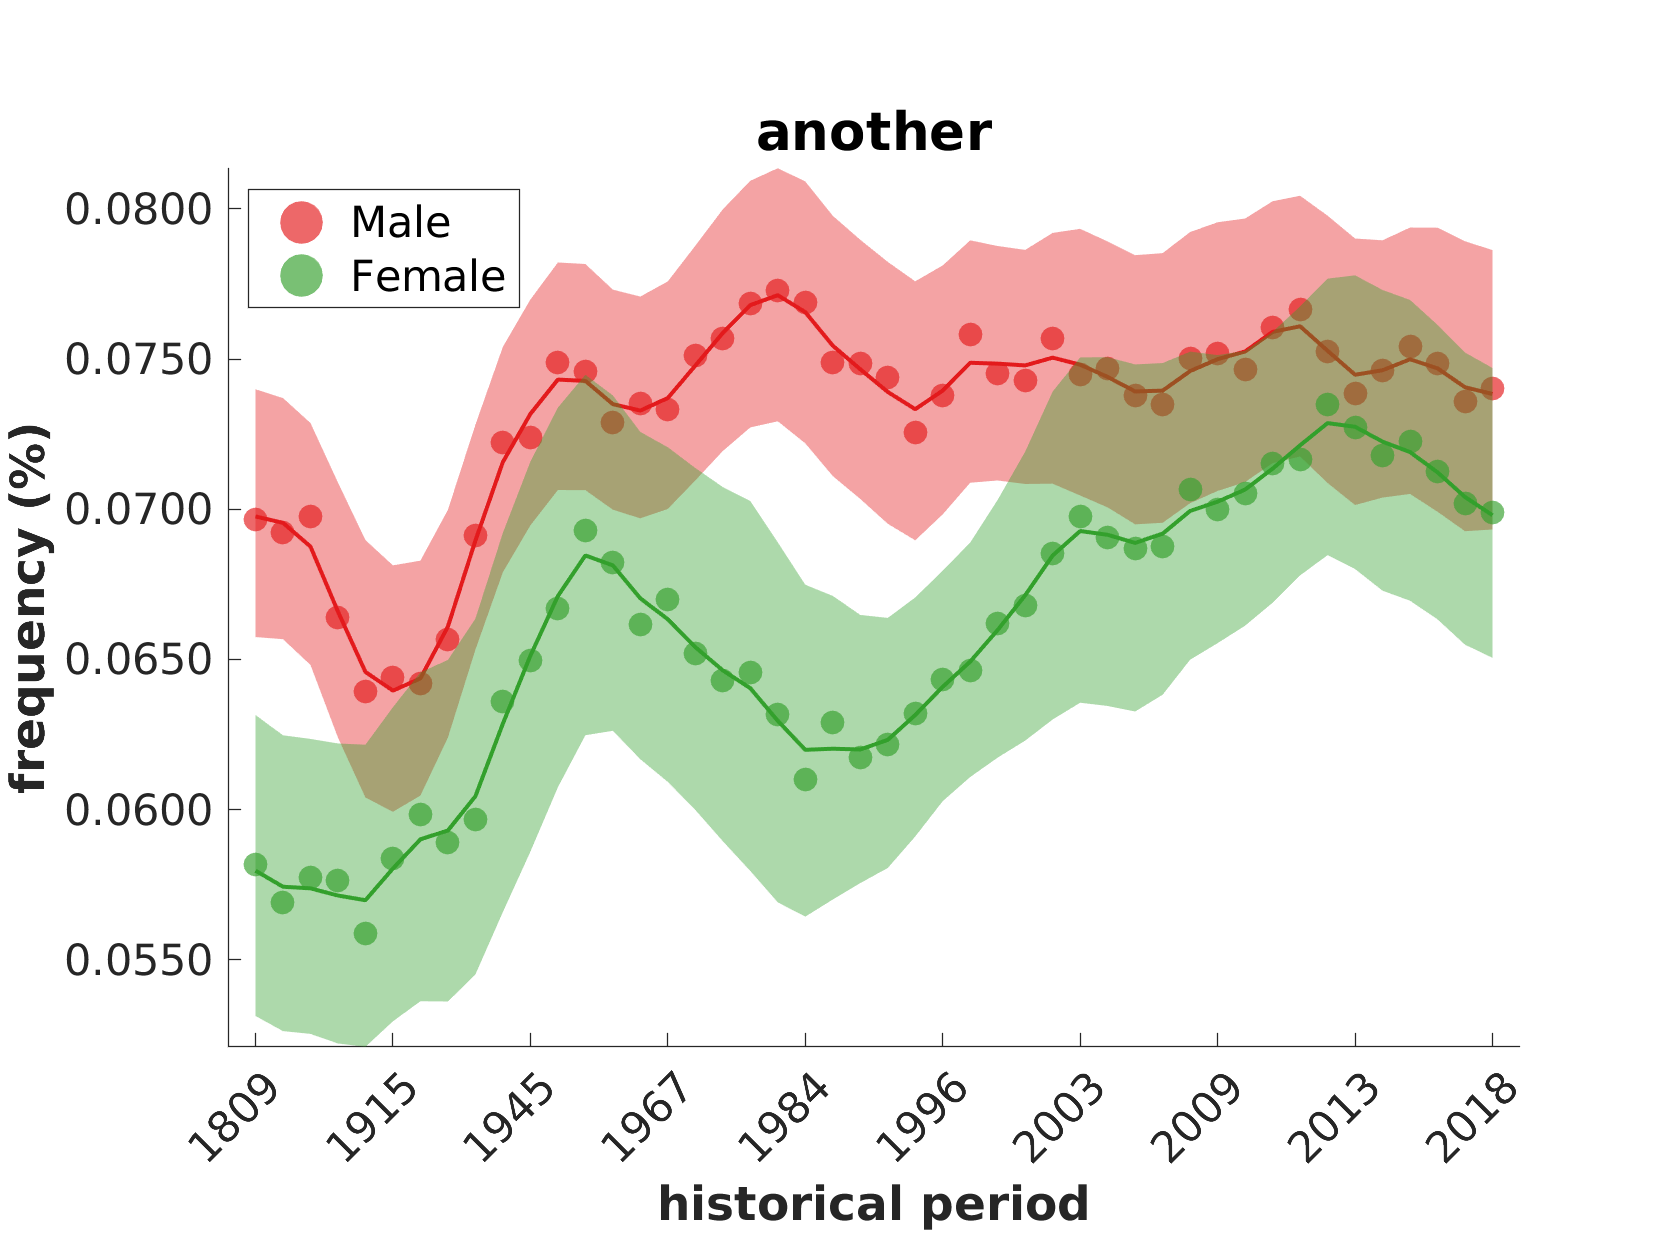 another
Male
Female
frequency (%)
0.0800
0.0750
0.0700
0.0650
0.0600
0.0550
1809 1915 1945 1967 1984 1996 2003 2009 2013 2018
historical period